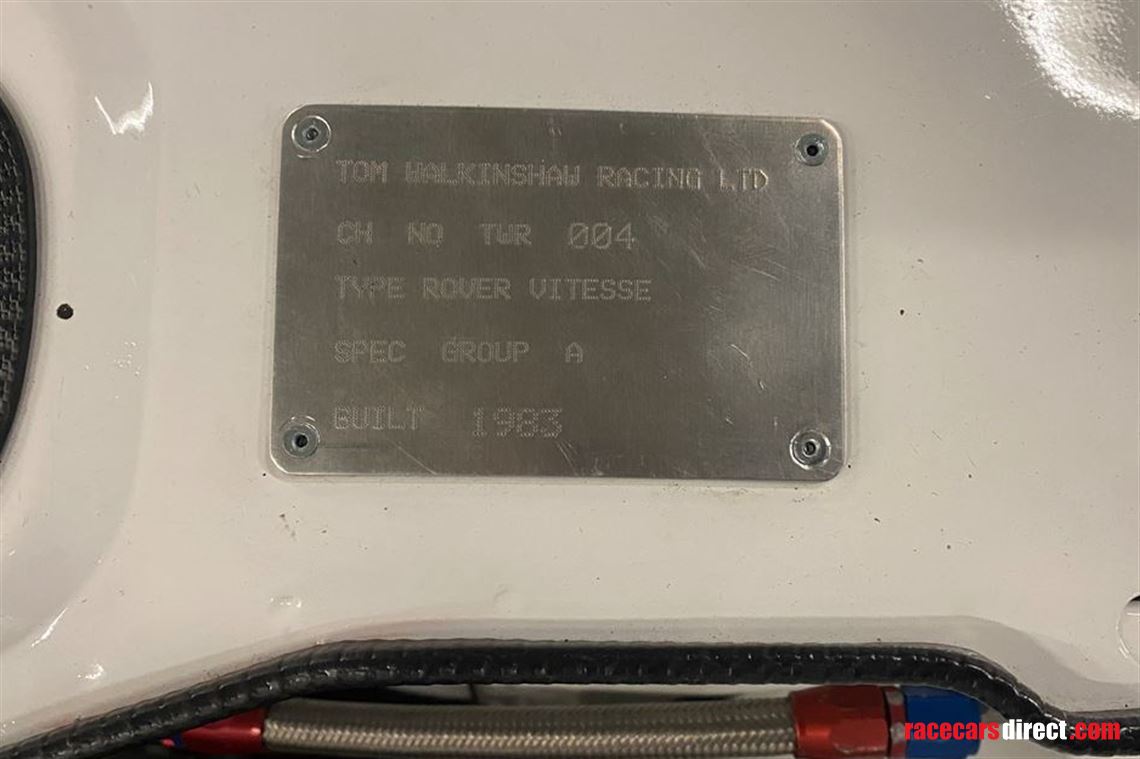 TOM WALKINSHAW RACING LTD
CH NO TWR 004
TYPE ROVER VITESSE
SPEC GROUP A
BUILT 1983
racecarsdirect.com